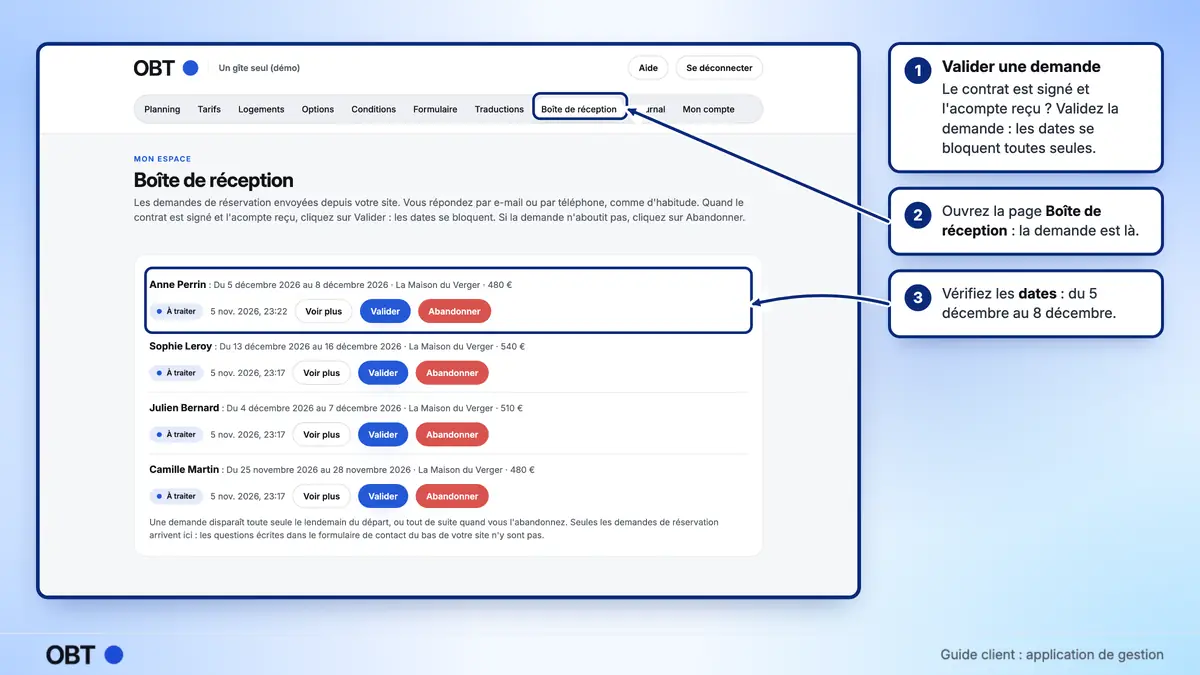 OBT
Un gîte seul (démo)
Aide
Se déconnecter
Planning
Tarifs
Logements
Options
Conditions
Formulaire
Traductions
Boîte de réception
Mon compte
MON ESPACE
Boîte de réception
Les demandes de réservation envoyées depuis votre site. Vous répondez par e-mail ou par téléphone, comme d'habitude. Quand le
contrat est signé et l'acompte reçu, cliquez sur Valider : les dates se bloquent. Si la demande n'aboutit pas, cliquez sur Abandonner.
Anne Perrin : Du 5 décembre 2026 au 8 décembre 2026 · La Maison du Verger · 480 €
À traiter 5 nov. 2026, 23:22 Voir plus Valider Abandonner
Sophie Leroy : Du 13 décembre 2026 au 16 décembre 2026 · La Maison du Verger · 540 €
À traiter 5 nov. 2026, 23:17 Voir plus Valider Abandonner
Julien Bernard : Du 4 décembre 2026 au 7 décembre 2026 · La Maison du Verger · 510 €
À traiter 5 nov. 2026, 23:17 Voir plus Valider Abandonner
Camille Martin : Du 25 novembre 2026 au 28 novembre 2026 · La Maison du Verger · 480 €
À traiter 5 nov. 2026, 23:17 Voir plus Valider Abandonner
Une demande disparaît toute seule le lendemain du départ, ou tout de suite quand vous l'abandonnez. Seules les demandes de réservation
arrivent ici : les questions écrites dans le formulaire de contact du bas de votre site n'y sont pas.
1 Valider une demande
Le contrat est signé et
l'acompte reçu ? Validez la
demande : les dates se
bloquent toutes seules.
2 Ouvrez la page Boîte de
réception : la demande est là.
3 Vérifiez les dates : du 5
décembre au 8 décembre.
OBT
Guide client : application de gestion